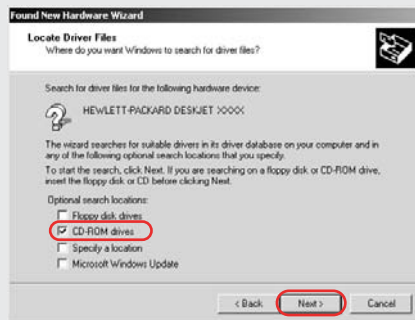 Found New Hardware Wizard
Locate Driver Files
Where do you want Windows to search for driver files?
Search for driver files for the following hardware device:
HEWLETT-PACKARD DESKJET XXXX
The wizard searches for suitable drivers in its driver database on your computer and in
any of the following optional search locations that you specify.
To start the search, click Next. If you are searching on a floppy disk or CD-ROM drive,
insert the floppy disk or CD before clicking Next.
Optional search locations:
Floppy disk drives
CD-ROM drives
Specify a location
Microsoft Windows Update
< Back Next > Cancel